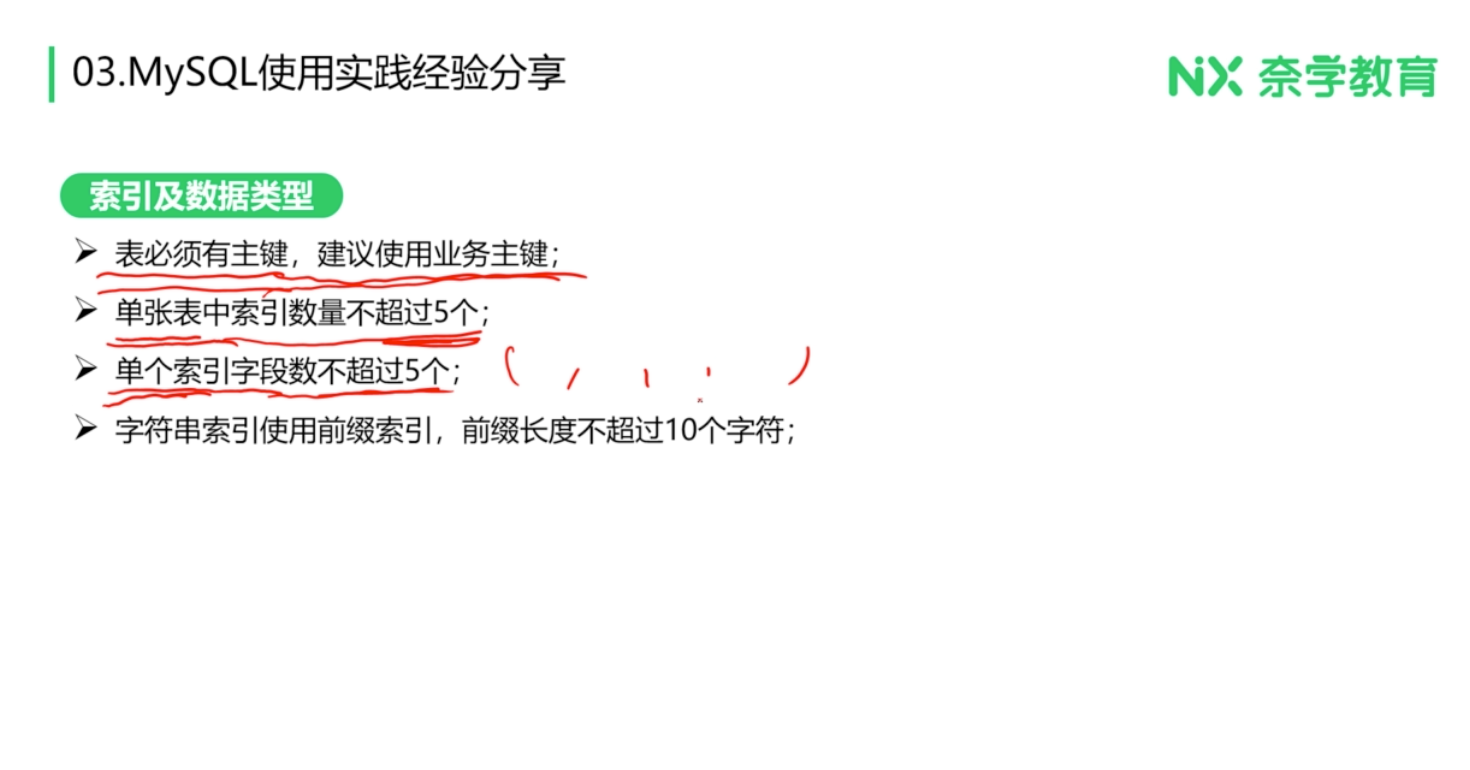 03.MySQL使用实践经验分享
NX 奈学教育
索引及数据类型
表必须有主键，建议使用业务主键；
单张表中索引数量不超过5个；
单个索引字段数不超过5个；
字符串索引使用前缀索引，前缀长度不超过10个字符；